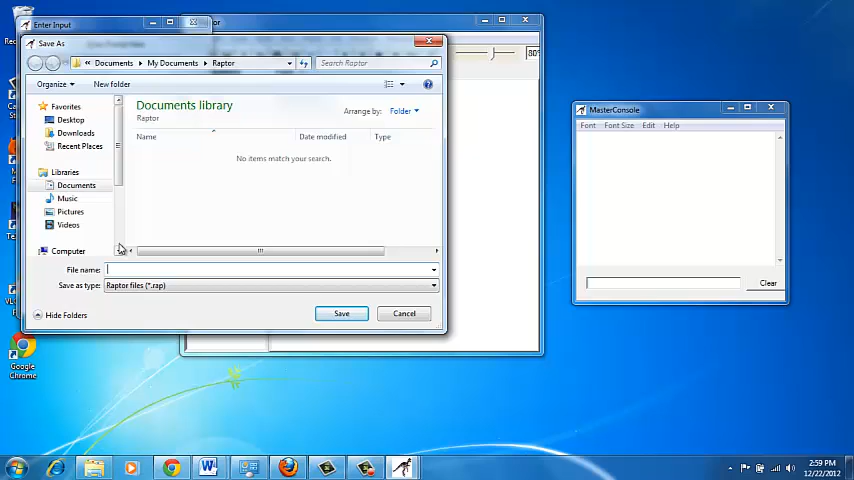 Enter Input
Save As
« Documents ▸ My Documents ▸ Raptor
Search Raptor
Organize
New folder
Favorites
Desktop
Downloads
Recent Places
Libraries
Documents
Music
Pictures
Videos
Computer
Documents library
Raptor
Arrange by: Folder
Name
Date modified
Type
No items match your search.
File name:
Save as type: Raptor files (*.rap)
Hide Folders
Save
Cancel
80%
MasterConsole
Font Font Size Edit Help
Clear
Google
Chrome
2:59 PM
12/22/2012